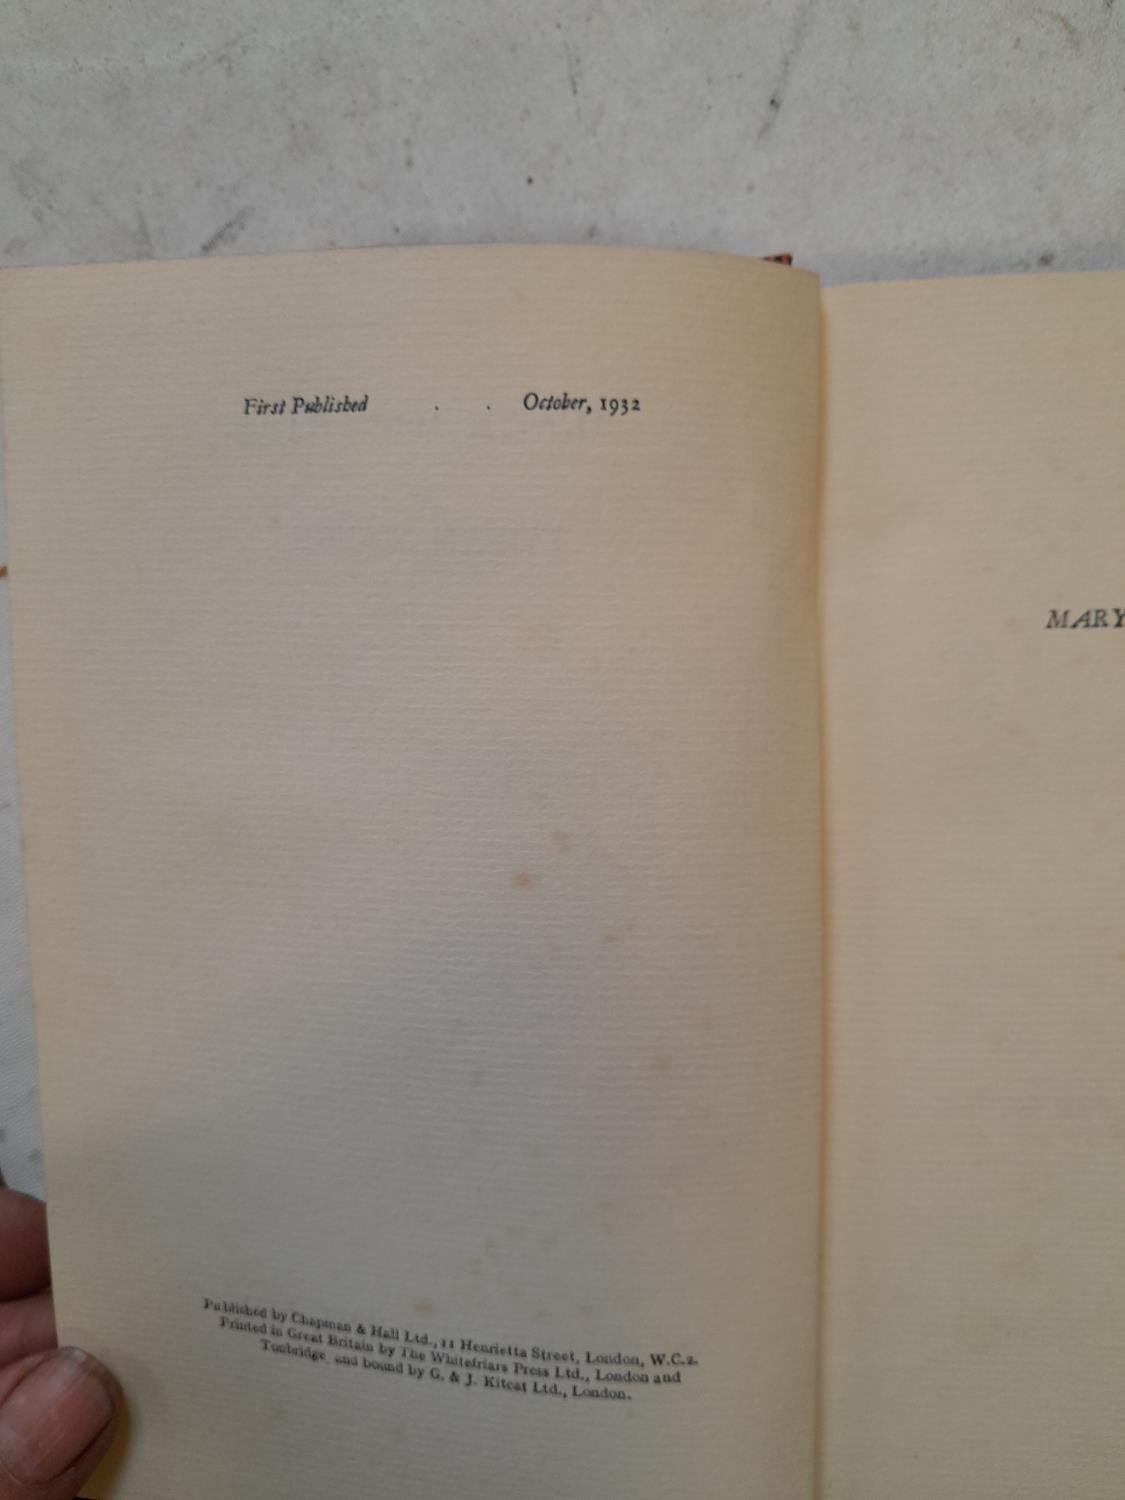 First Published . . October, 1932
MARY
Published by Chapman & Hall Ltd., 11 Henrietta Street, London, W.C.2.
Printed in Great Britain by The Whitefriars Press Ltd., London and
Tonbridge, and bound by G. & J. Kitcat Ltd., London.